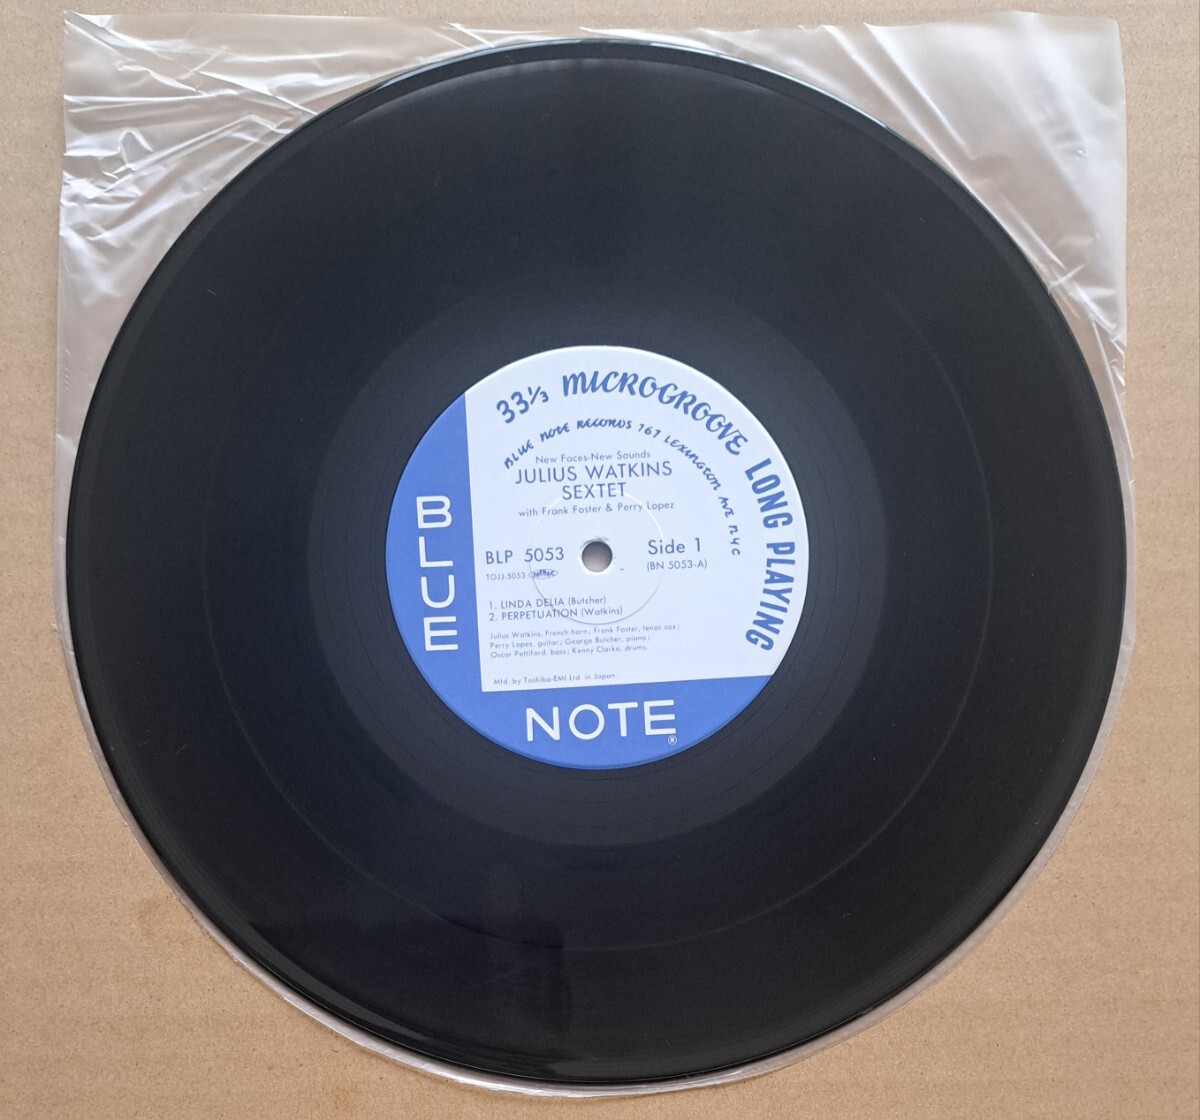 33 1/3 MICROGROOVE LONG PLAYING
BLUE NOTE RECORDS 767 LEXINGTON AVE NYC
New Faces-New Sounds
JULIUS WATKINS
SEXTET
with Frank Foster & Perry Lopez
BLP 5053
Side 1
TOJJ-5053
(BN 5053-A)
1. LINDA DELIA (Butcher)
2. PERPETUATION (Watkins)
Julius Watkins, French horn; Frank Foster, tenor sax;
Perry Lopez, guitar; George Butcher, piano;
Oscar Pettiford, bass; Kenny Clarke, drums.
Mfd. by Toshiba-EMI Ltd. in Japan.
BLUE
NOTE®